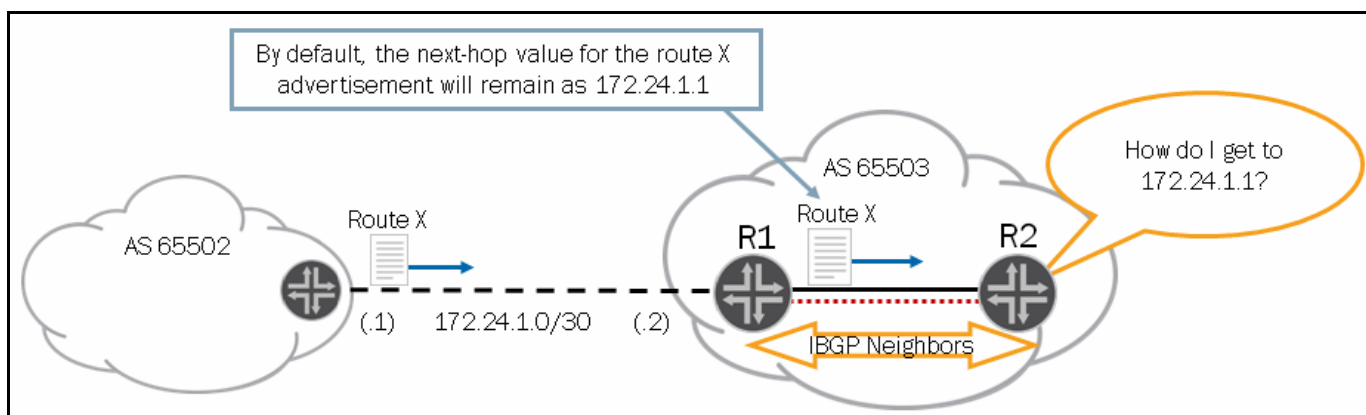 By default, the next-hop value for the route X
advertisement will remain as 172.24.1.1
How do I get to
172.24.1.1?
AS 65503
Route X
Route X
AS 65502
R1
R2
(.1)
172.24.1.0/30
(.2)
IBGP Neighbors